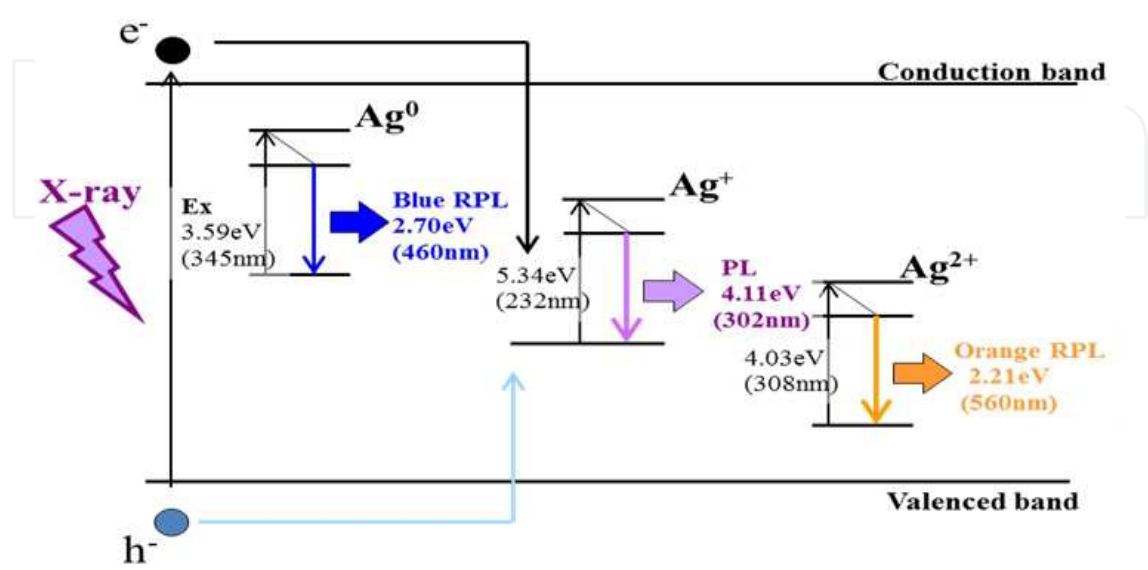 e-
Conduction band
Ag0
X-ray
Ex
3.59eV
(345nm)
Blue RPL
2.70eV
(460nm)
Ag+
5.34eV
(232nm)
PL
4.11eV
(302nm)
Ag2+
4.03eV
(308nm)
Orange RPL
2.21eV
(560nm)
Valenced band
h-